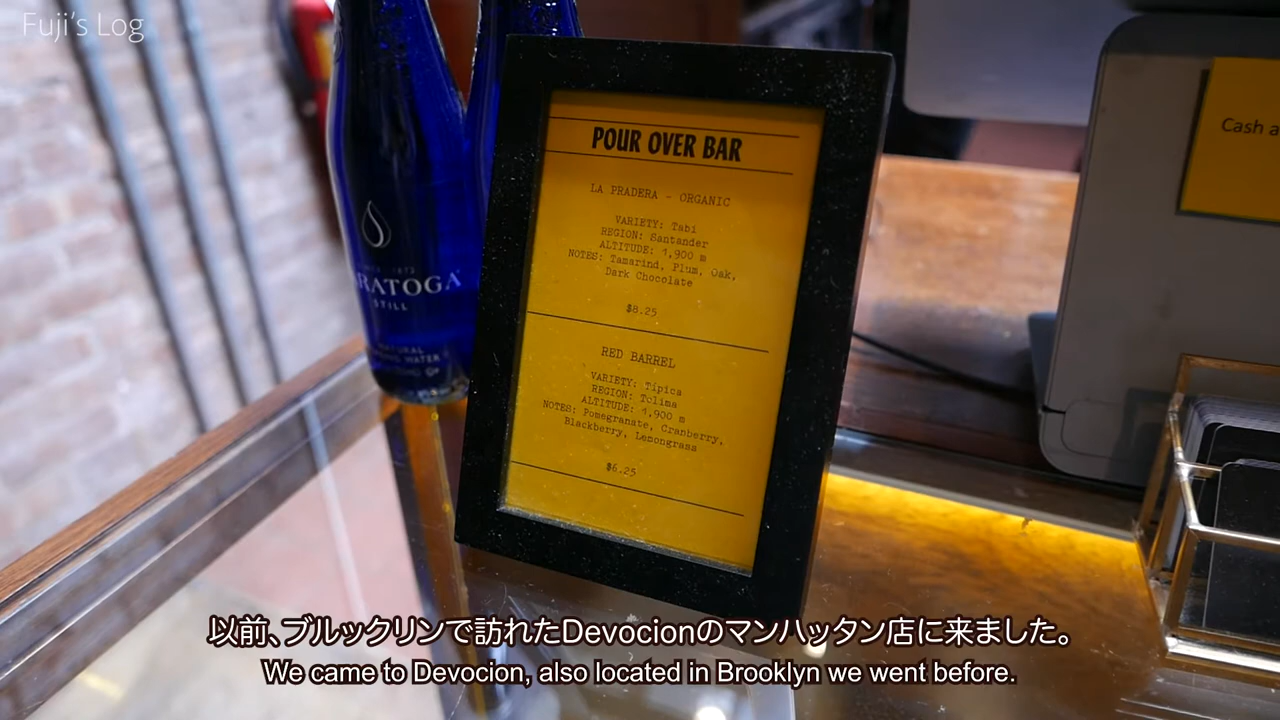 Fuji's Log
POUR OVER BAR
LA PRADERA - ORGANIC
VARIETY: Tabi
REGION: Santander
ALTITUDE: 1,900 m
NOTES: Tamarind, Plum, Oak,
Dark Chocolate
$8.25
RED BARREL
VARIETY: Típica
REGION: Tolima
ALTITUDE: 1,900 m
NOTES: Pomegranate, Cranberry,
Blackberry, Lemongrass
$6.25
RATOGA
STILL
NATURAL
WATER
Cash a
以前、ブルックリンで訪れたDevocionのマンハッタン店に来ました。
We came to Devocion, also located in Brooklyn we went before.